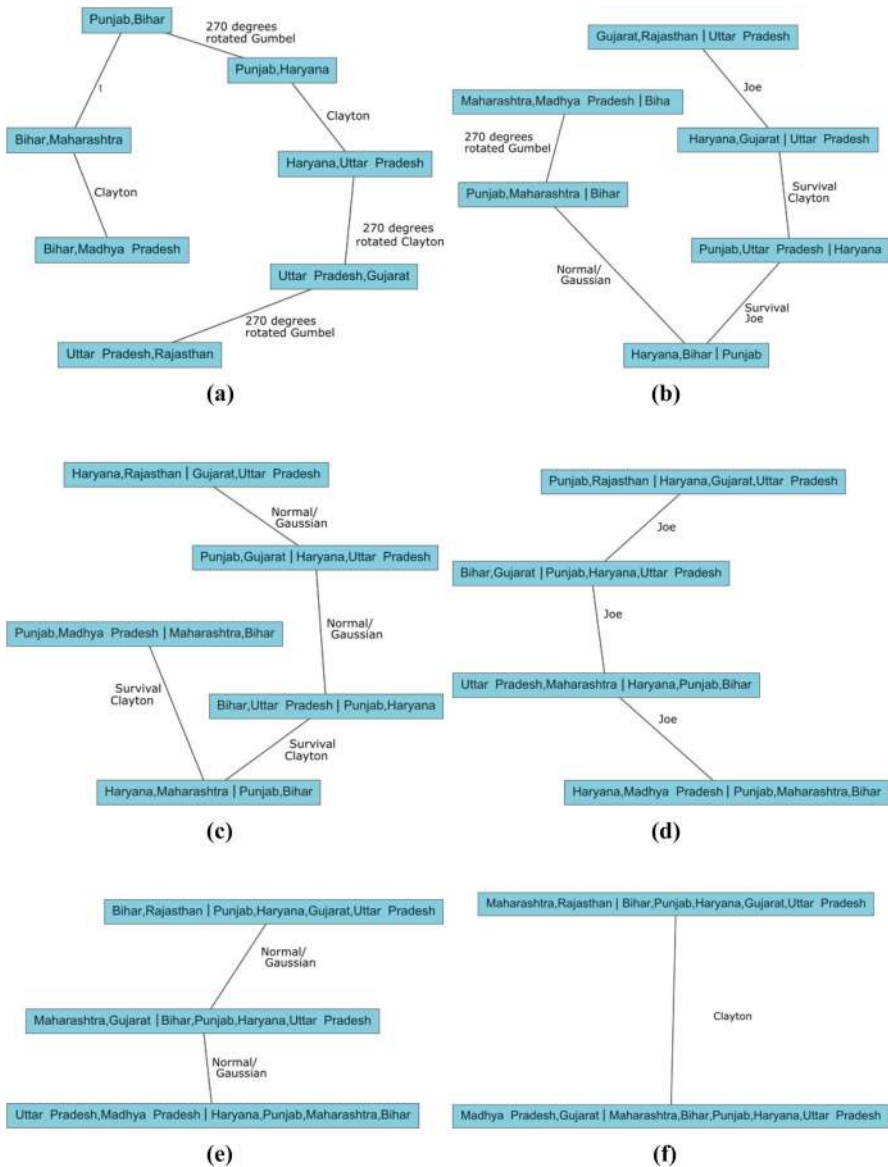 Punjab,Bihar
270 degrees
rotated Gumbel
Punjab,Haryana
t
Clayton
Bihar,Maharashtra
Haryana,Uttar Pradesh
Clayton
270 degrees
rotated Clayton
Bihar,Madhya Pradesh
Uttar Pradesh,Gujarat
270 degrees
rotated Gumbel
Uttar Pradesh,Rajasthan
(a)
Gujarat,Rajasthan | Uttar Pradesh
Joe
Maharashtra,Madhya Pradesh | Biha
270 degrees
rotated Gumbel
Haryana,Gujarat | Uttar Pradesh
Survival
Clayton
Punjab,Maharashtra | Bihar
Punjab,Uttar Pradesh | Haryana
Normal/
Gaussian
Survival
Joe
Haryana,Bihar | Punjab
(b)
Haryana,Rajasthan | Gujarat,Uttar Pradesh
Normal/
Gaussian
Punjab,Gujarat | Haryana,Uttar Pradesh
Normal/
Gaussian
Punjab,Madhya Pradesh | Maharashtra,Bihar
Survival
Clayton
Bihar,Uttar Pradesh | Punjab,Haryana
Survival
Clayton
Haryana,Maharashtra | Punjab,Bihar
(c)
Punjab,Rajasthan | Haryana,Gujarat,Uttar Pradesh
Joe
Bihar,Gujarat | Punjab,Haryana,Uttar Pradesh
Joe
Uttar Pradesh,Maharashtra | Haryana,Punjab,Bihar
Joe
Haryana,Madhya Pradesh | Punjab,Maharashtra,Bihar
(d)
Bihar,Rajasthan | Punjab,Haryana,Gujarat,Uttar Pradesh
Normal/
Gaussian
Maharashtra,Gujarat | Bihar,Punjab,Haryana,Uttar Pradesh
Normal/
Gaussian
Uttar Pradesh,Madhya Pradesh | Haryana,Punjab,Maharashtra,Bihar
(e)
Maharashtra,Rajasthan | Bihar,Punjab,Haryana,Gujarat,Uttar Pradesh
Clayton
Madhya Pradesh,Gujarat | Maharashtra,Bihar,Punjab,Haryana,Uttar Pradesh
(f)